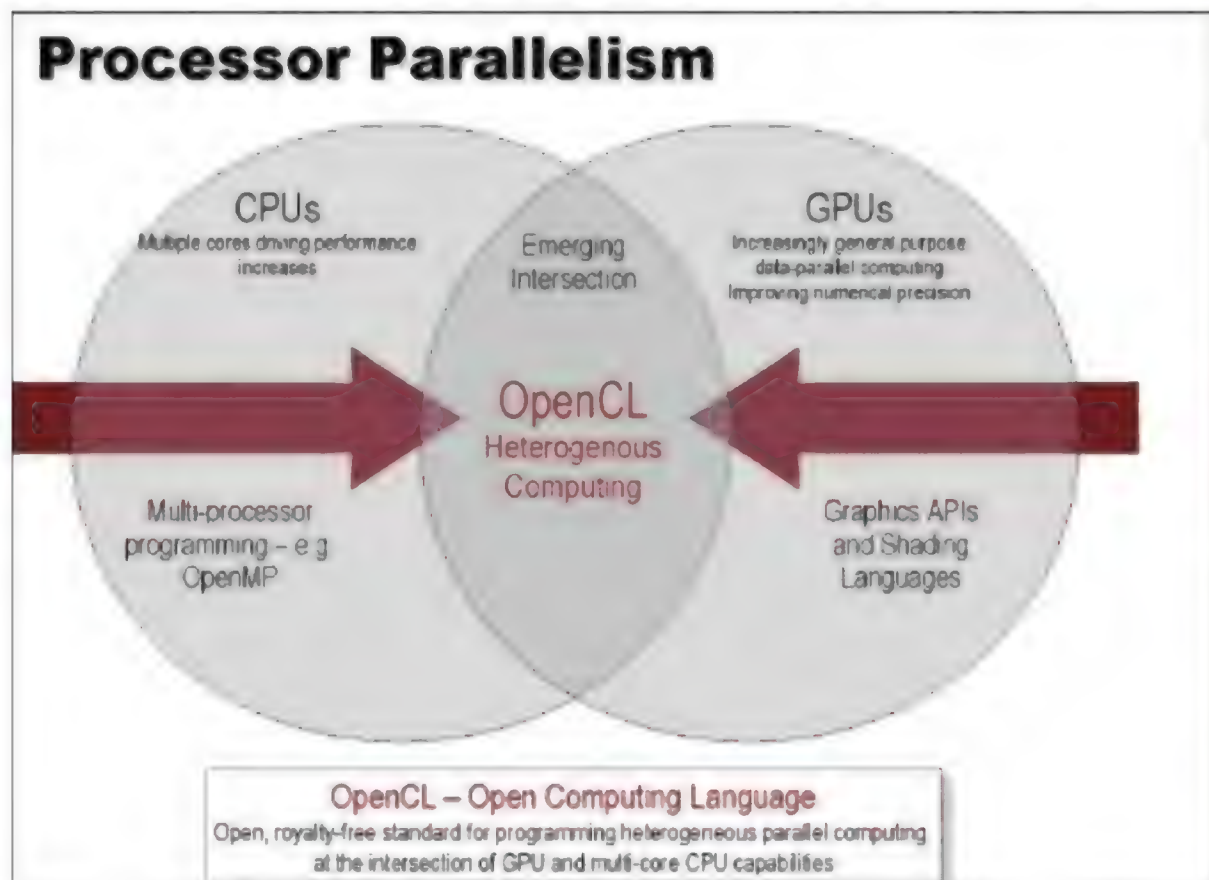 Processor Parallelism
CPUs
Multiple cores driving performance
increases
Emerging
Intersection
GPUs
Increasingly general purpose
data-parallel computing
Improving numerical precision
OpenCL
Heterogenous
Computing
Multi-processor
programming – e.g
OpenMP
Graphics APIs
and Shading
Languages
OpenCL – Open Computing Language
Open, royalty-free standard for programming heterogeneous parallel computing
at the intersection of GPU and multi-core CPU capabilities